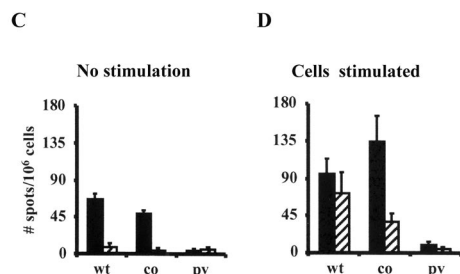 C
D
No stimulation
Cells stimulated
# spots/10⁶ cells
180
135
90
45
0
wt co pv
180
135
90
45
0
wt co pv